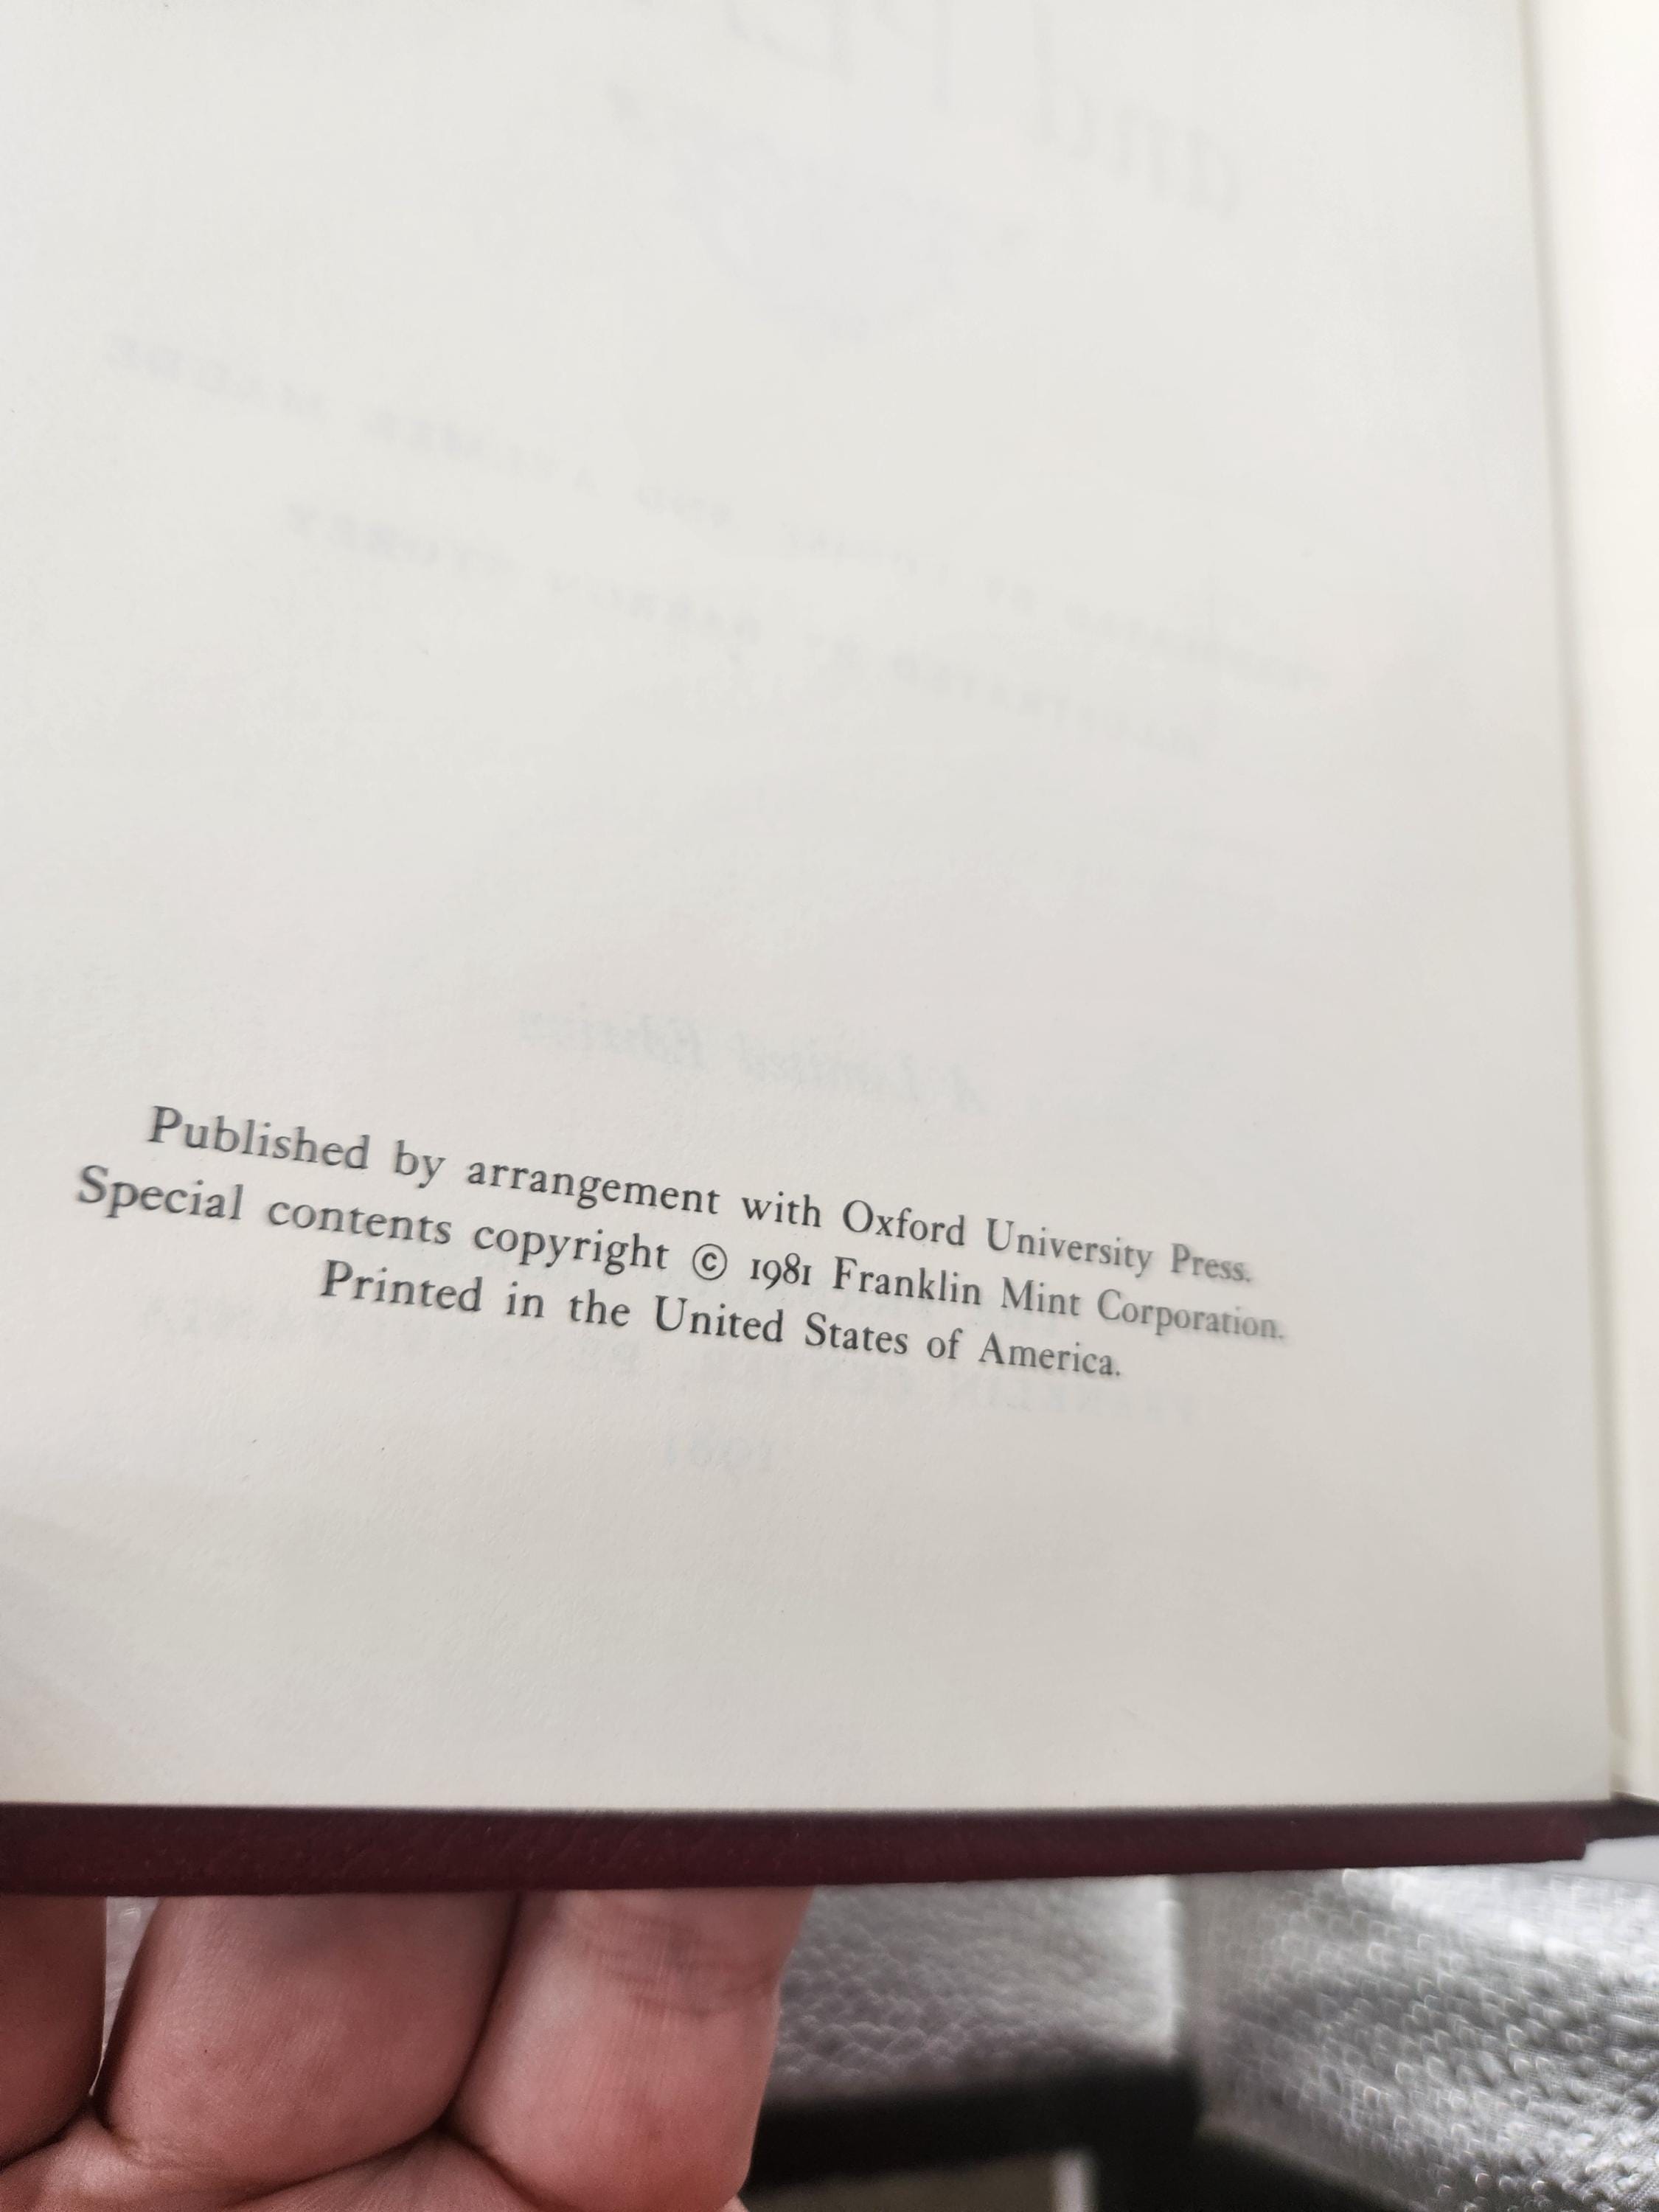 Published by arrangement with Oxford University Press.
Special contents copyright © 1981 Franklin Mint Corporation.
Printed in the United States of America.